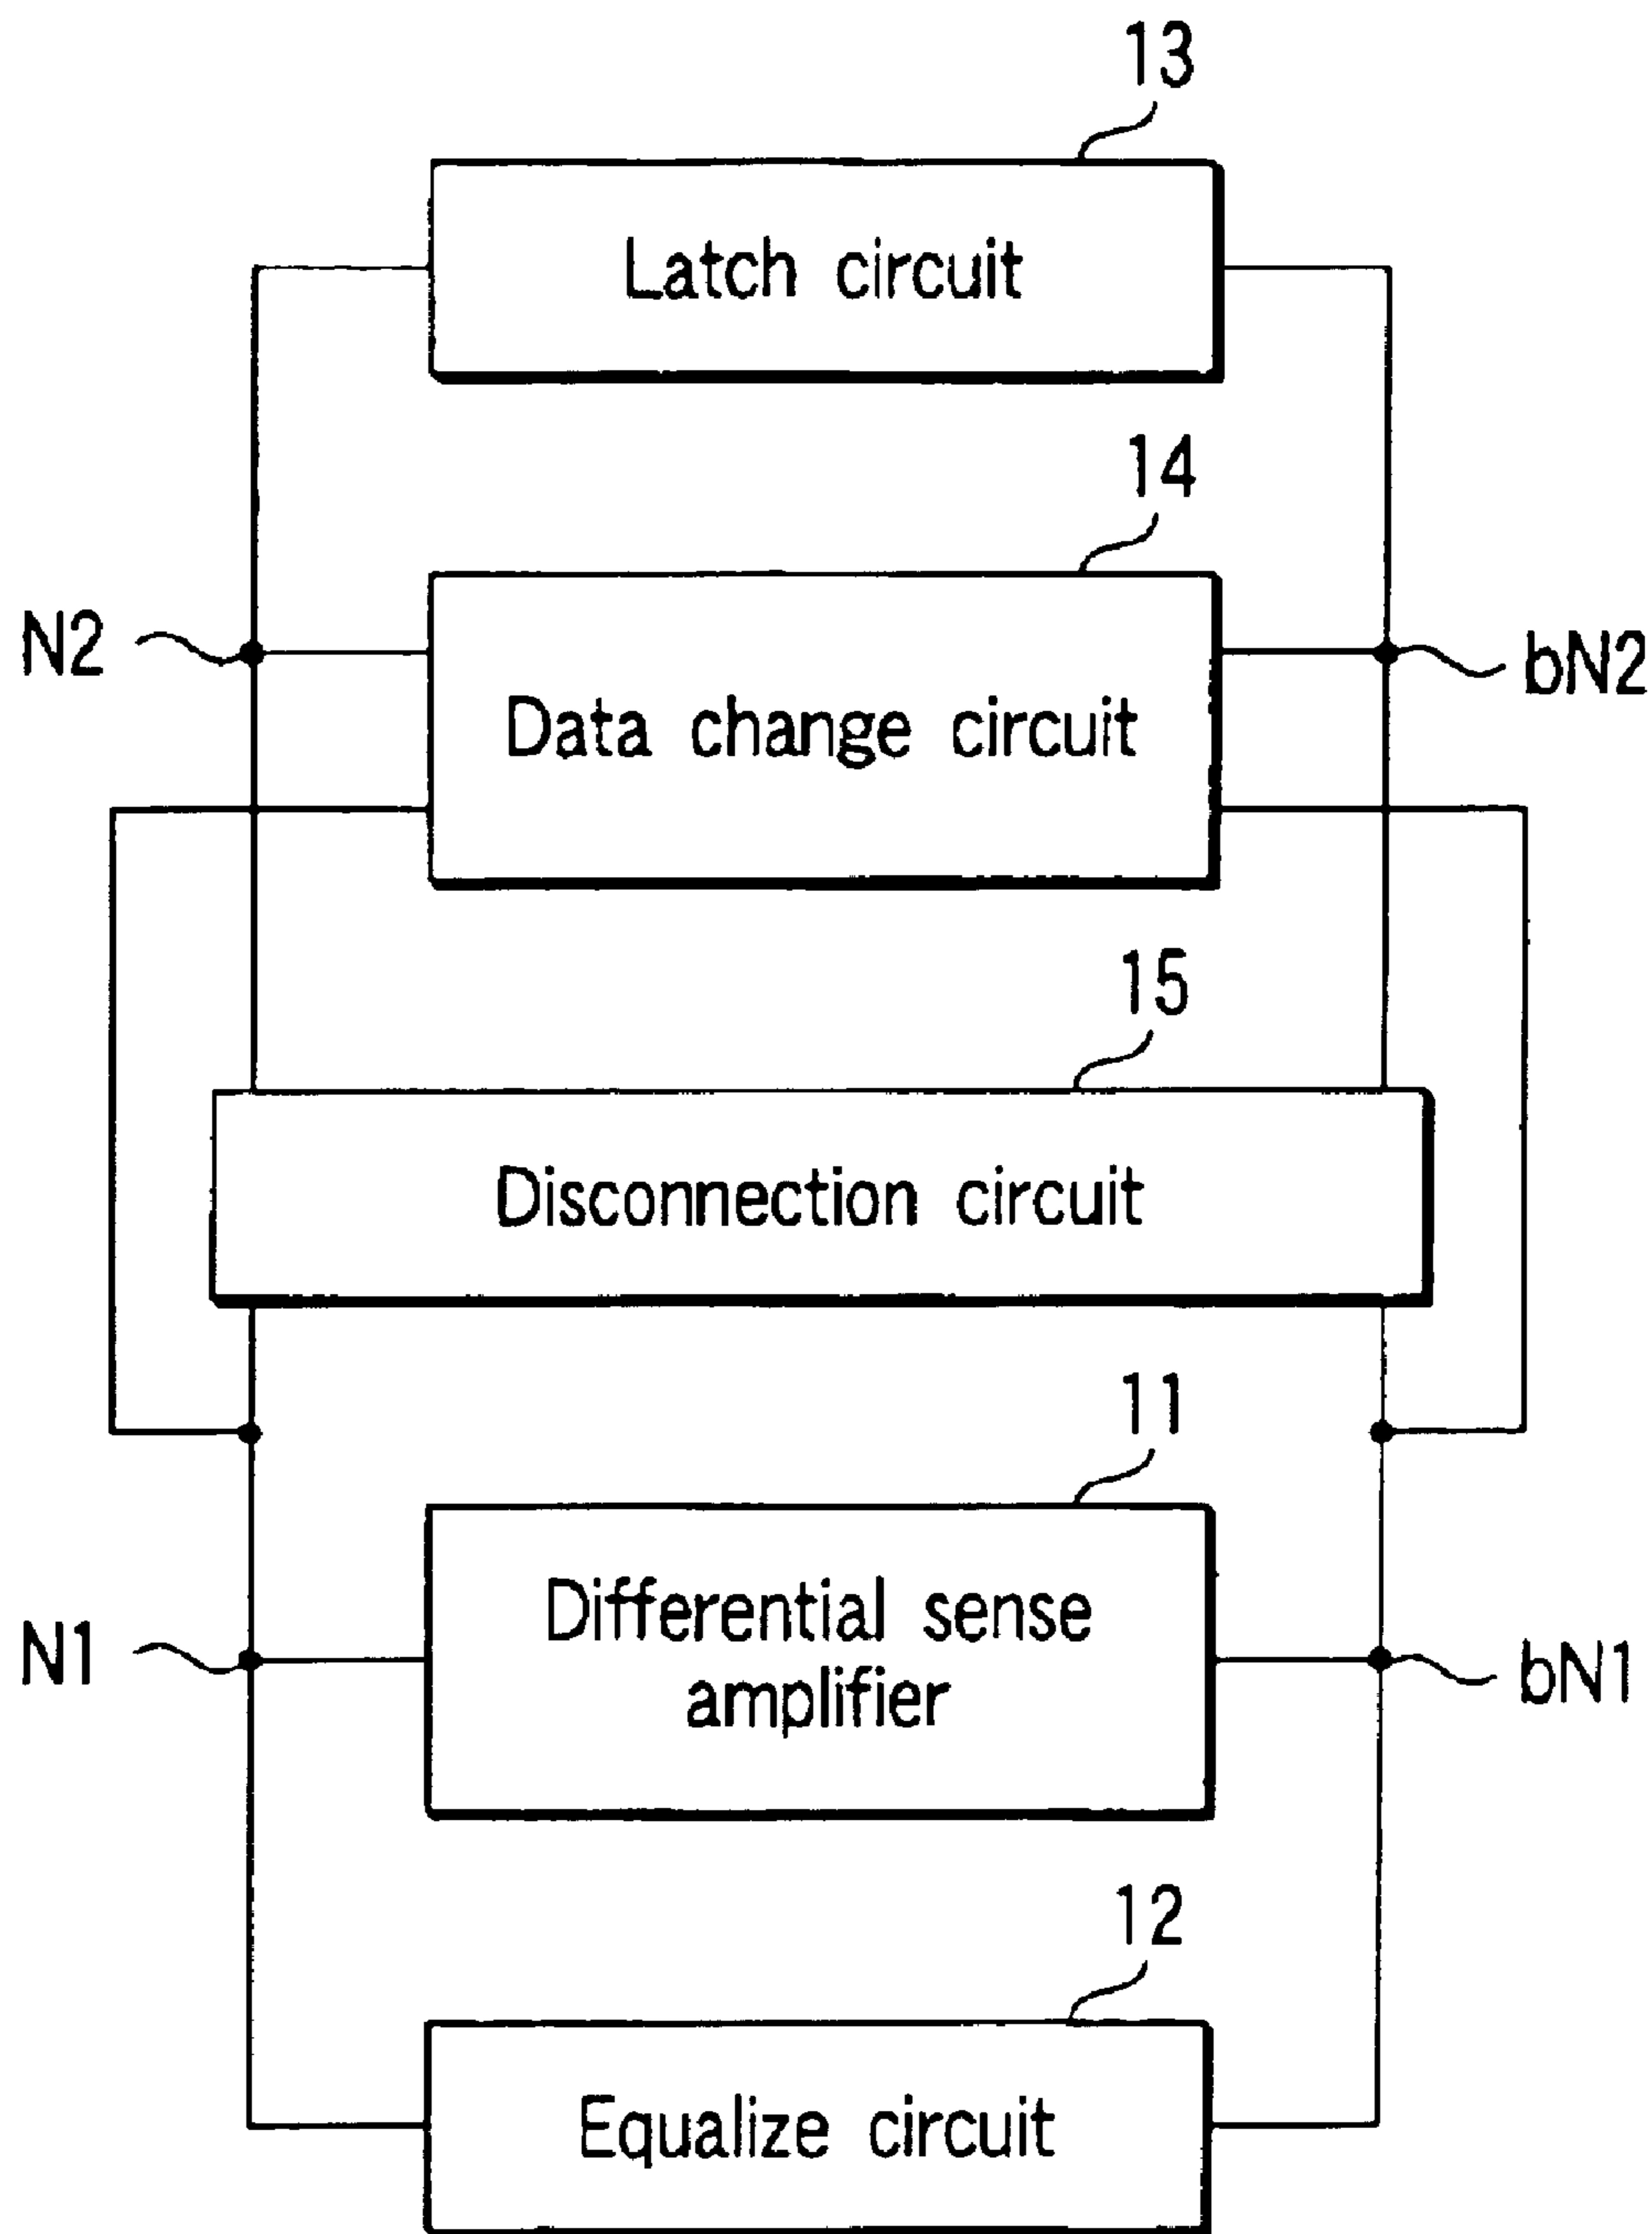 13
Latch circuit
14
N2
bN2
Data change circuit
15
Disconnection circuit
11
Differential sense
amplifier
N1
bN1
12
Equalize circuit